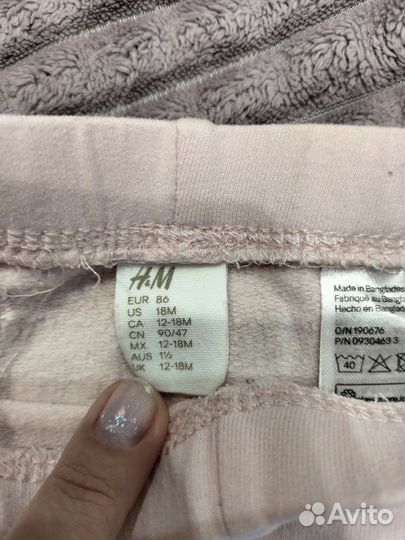 H&M
EUR 86
US 18M
CA 12-18M
CN 90/47
MX 12-18M
AUS 1½
UK 12-18M
Made in Banglades
Fabriqué au Banglad
Hecho en Banglad
O/N 190676
P/N 0930463 3
40
Avito